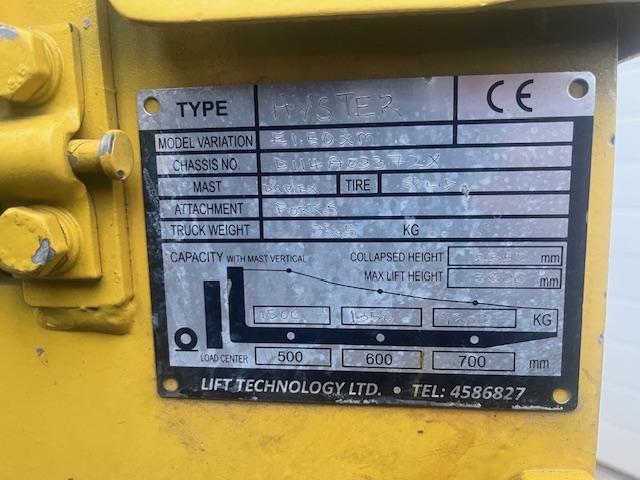 TYPE HYSTER CE
MODEL VARIATION E1.50XM
CHASSIS NO.
MAST TIRE
ATTACHMENT FORKS
TRUCK WEIGHT KG
CAPACITY WITH MAST VERTICAL COLLAPSED HEIGHT mm
MAX LIFT HEIGHT mm
1500 KG
LOAD CENTER 500 600 700 mm
LIFT TECHNOLOGY LTD. • TEL: 4586827